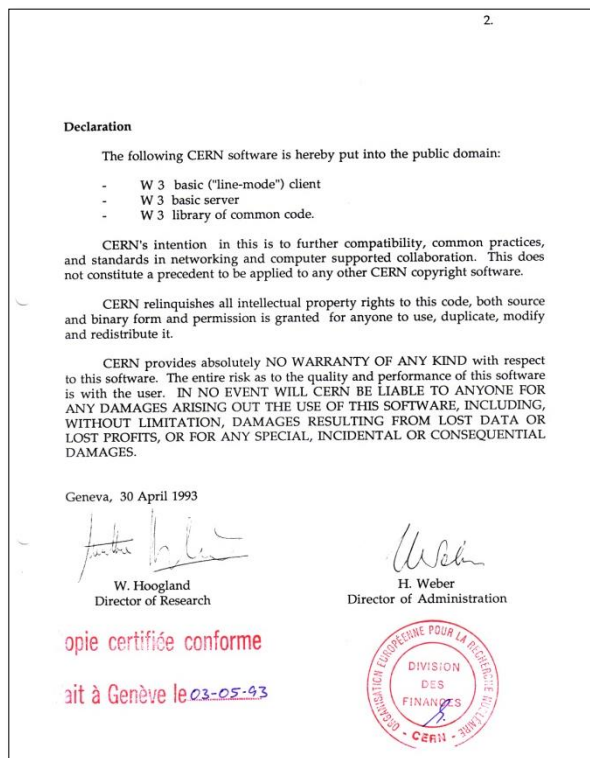 2.
Declaration
The following CERN software is hereby put into the public domain:
- W 3 basic ("line-mode") client
- W 3 basic server
- W 3 library of common code.
CERN's intention in this is to further compatibility, common practices,
and standards in networking and computer supported collaboration. This does
not constitute a precedent to be applied to any other CERN copyright software.
CERN relinquishes all intellectual property rights to this code, both source
and binary form and permission is granted for anyone to use, duplicate, modify
and redistribute it.
CERN provides absolutely NO WARRANTY OF ANY KIND with respect
to this software. The entire risk as to the quality and performance of this software
is with the user. IN NO EVENT WILL CERN BE LIABLE TO ANYONE FOR
ANY DAMAGES ARISING OUT THE USE OF THIS SOFTWARE, INCLUDING,
WITHOUT LIMITATION, DAMAGES RESULTING FROM LOST DATA OR
LOST PROFITS, OR FOR ANY SPECIAL, INCIDENTAL OR CONSEQUENTIAL
DAMAGES.
Geneva, 30 April 1993
W. Hoogland
Director of Research
H. Weber
Director of Administration
opie certifiée conforme
ait à Genève le 03-05-93
ORGANISATION EUROPÉENNE POUR LA RECHERCHE NUCLÉAIRE
DIVISION
DES
FINANCES
- CERN -